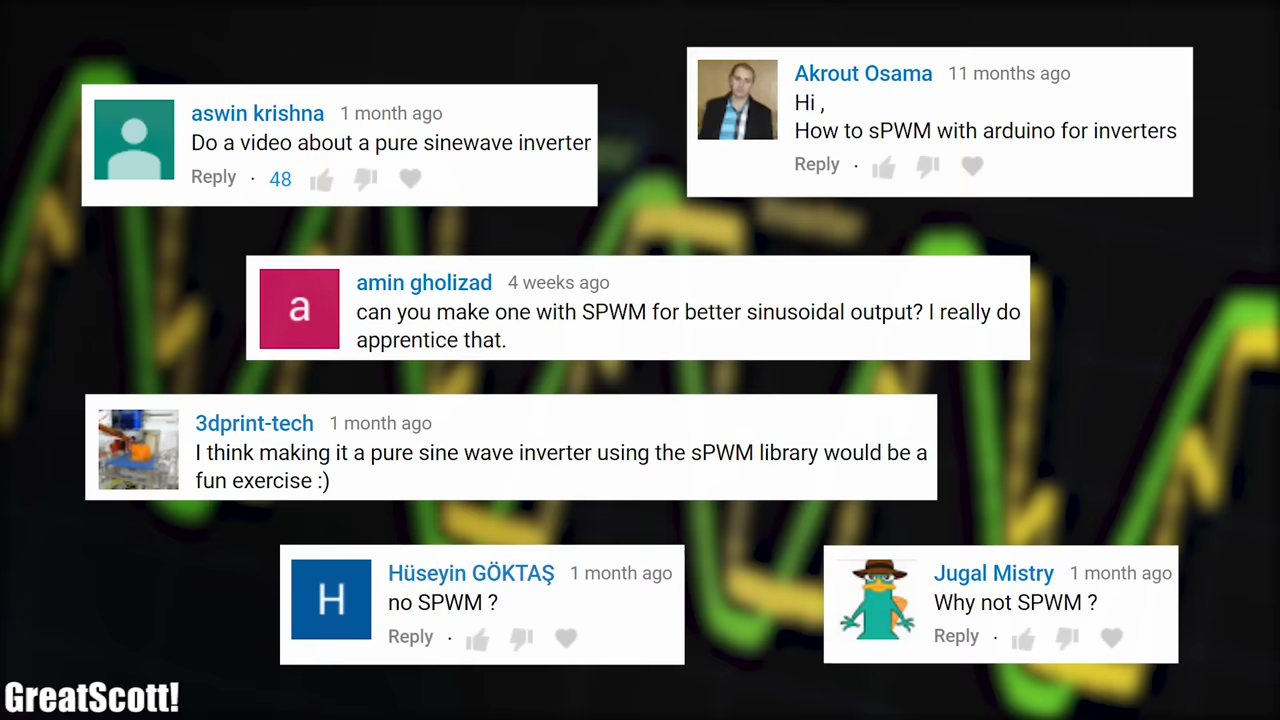 aswin krishna 1 month ago
Do a video about a pure sinewave inverter
Reply · 48
Akrout Osama 11 months ago
Hi ,
How to sPWM with arduino for inverters
Reply ·
a
amin gholizad 4 weeks ago
can you make one with SPWM for better sinusoidal output? I really do
apprentice that.
3dprint-tech 1 month ago
I think making it a pure sine wave inverter using the sPWM library would be a
fun exercise :)
H
Hüseyin GÖKTAŞ 1 month ago
no SPWM ?
Reply ·
Jugal Mistry 1 month ago
Why not SPWM ?
Reply ·
GreatScott!